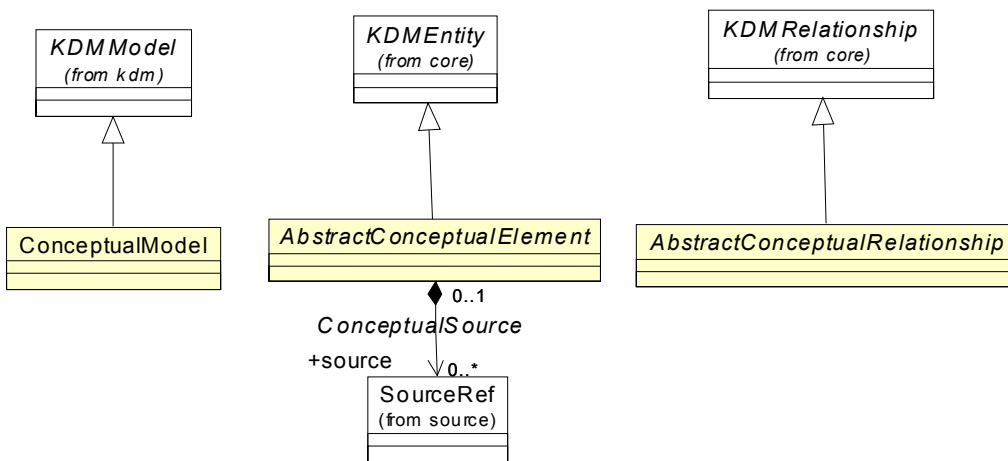 KDMModel
(from kdm)
KDMEntity
(from core)
KDMRelationship
(from core)
ConceptualModel
AbstractConceptualElement
AbstractConceptualRelationship
0..1
ConceptualSource
+source
0..*
SourceRef
(from source)